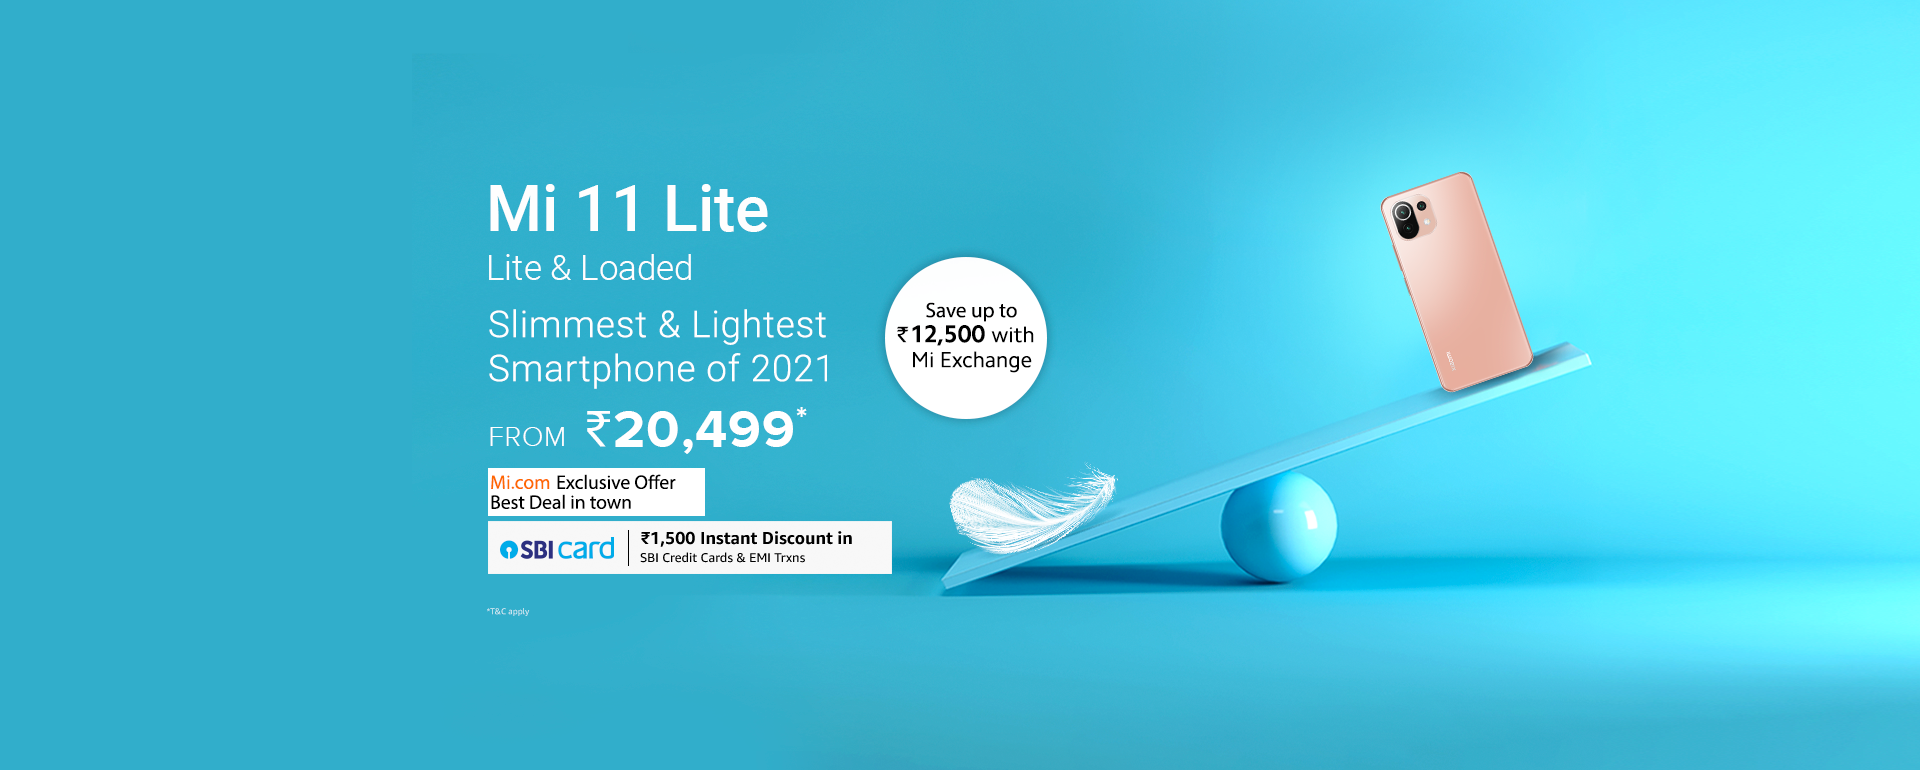 Mi 11 Lite
Lite & Loaded
Slimmest & Lightest
Smartphone of 2021
FROM ₹20,499*
Mi.com Exclusive Offer
Best Deal in town
SBI card
₹1,500 Instant Discount in
SBI Credit Cards & EMI Trxns
*T&C apply
Save up to
₹12,500 with
Mi Exchange